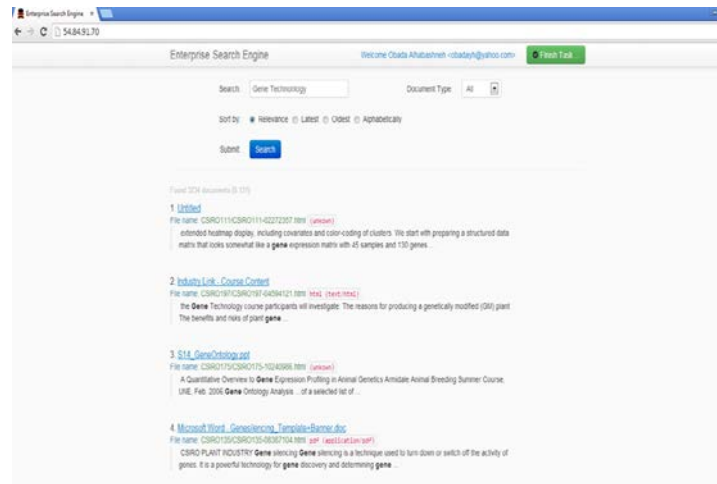 Enterprise Search Engine
54.84.91.70
Enterprise Search Engine Welcome Obada Alhabashneh <obadayh@yahoo.com> Finish Task
Search: Gene Technology Document Type All
Sort by: Relevance Latest Oldest Alphabetically
Submit Search
Found documents
1. Untitled
File name: CSIRO111/CSIRO111-02272357.html (unknown)
extended heatmap display, including covariates and color-coding of clusters. We start with preparing a structured data
matrix that looks somewhat like a gene expression matrix with 45 samples and 130 genes ...
2. Industry Link - Course Content
File name: CSIRO197/CSIRO197-04594121.html html (text/html)
the Gene Technology course participants will investigate: The reasons for producing a genetically modified (GM) plant
The benefits and risks of plant gene ...
3. S14_GeneOntology.ppt
File name: CSIRO175/CSIRO175-10240986.html (unknown)
A Quantitative Overview to Gene Expression Profiling in Animal Genetics Armidale Animal Breeding Summer Course,
UNE, Feb. 2006 Gene Ontology Analysis ... of a selected list of ...
4. Microsoft Word - Genesilencing_Template+Banner.doc
File name: CSIRO135/CSIRO135-08387104.html pdf (application/pdf)
CSIRO PLANT INDUSTRY Gene silencing Gene silencing is a technique used to turn down or switch off the activity of
genes. It is a powerful technology for gene discovery and determining gene ...